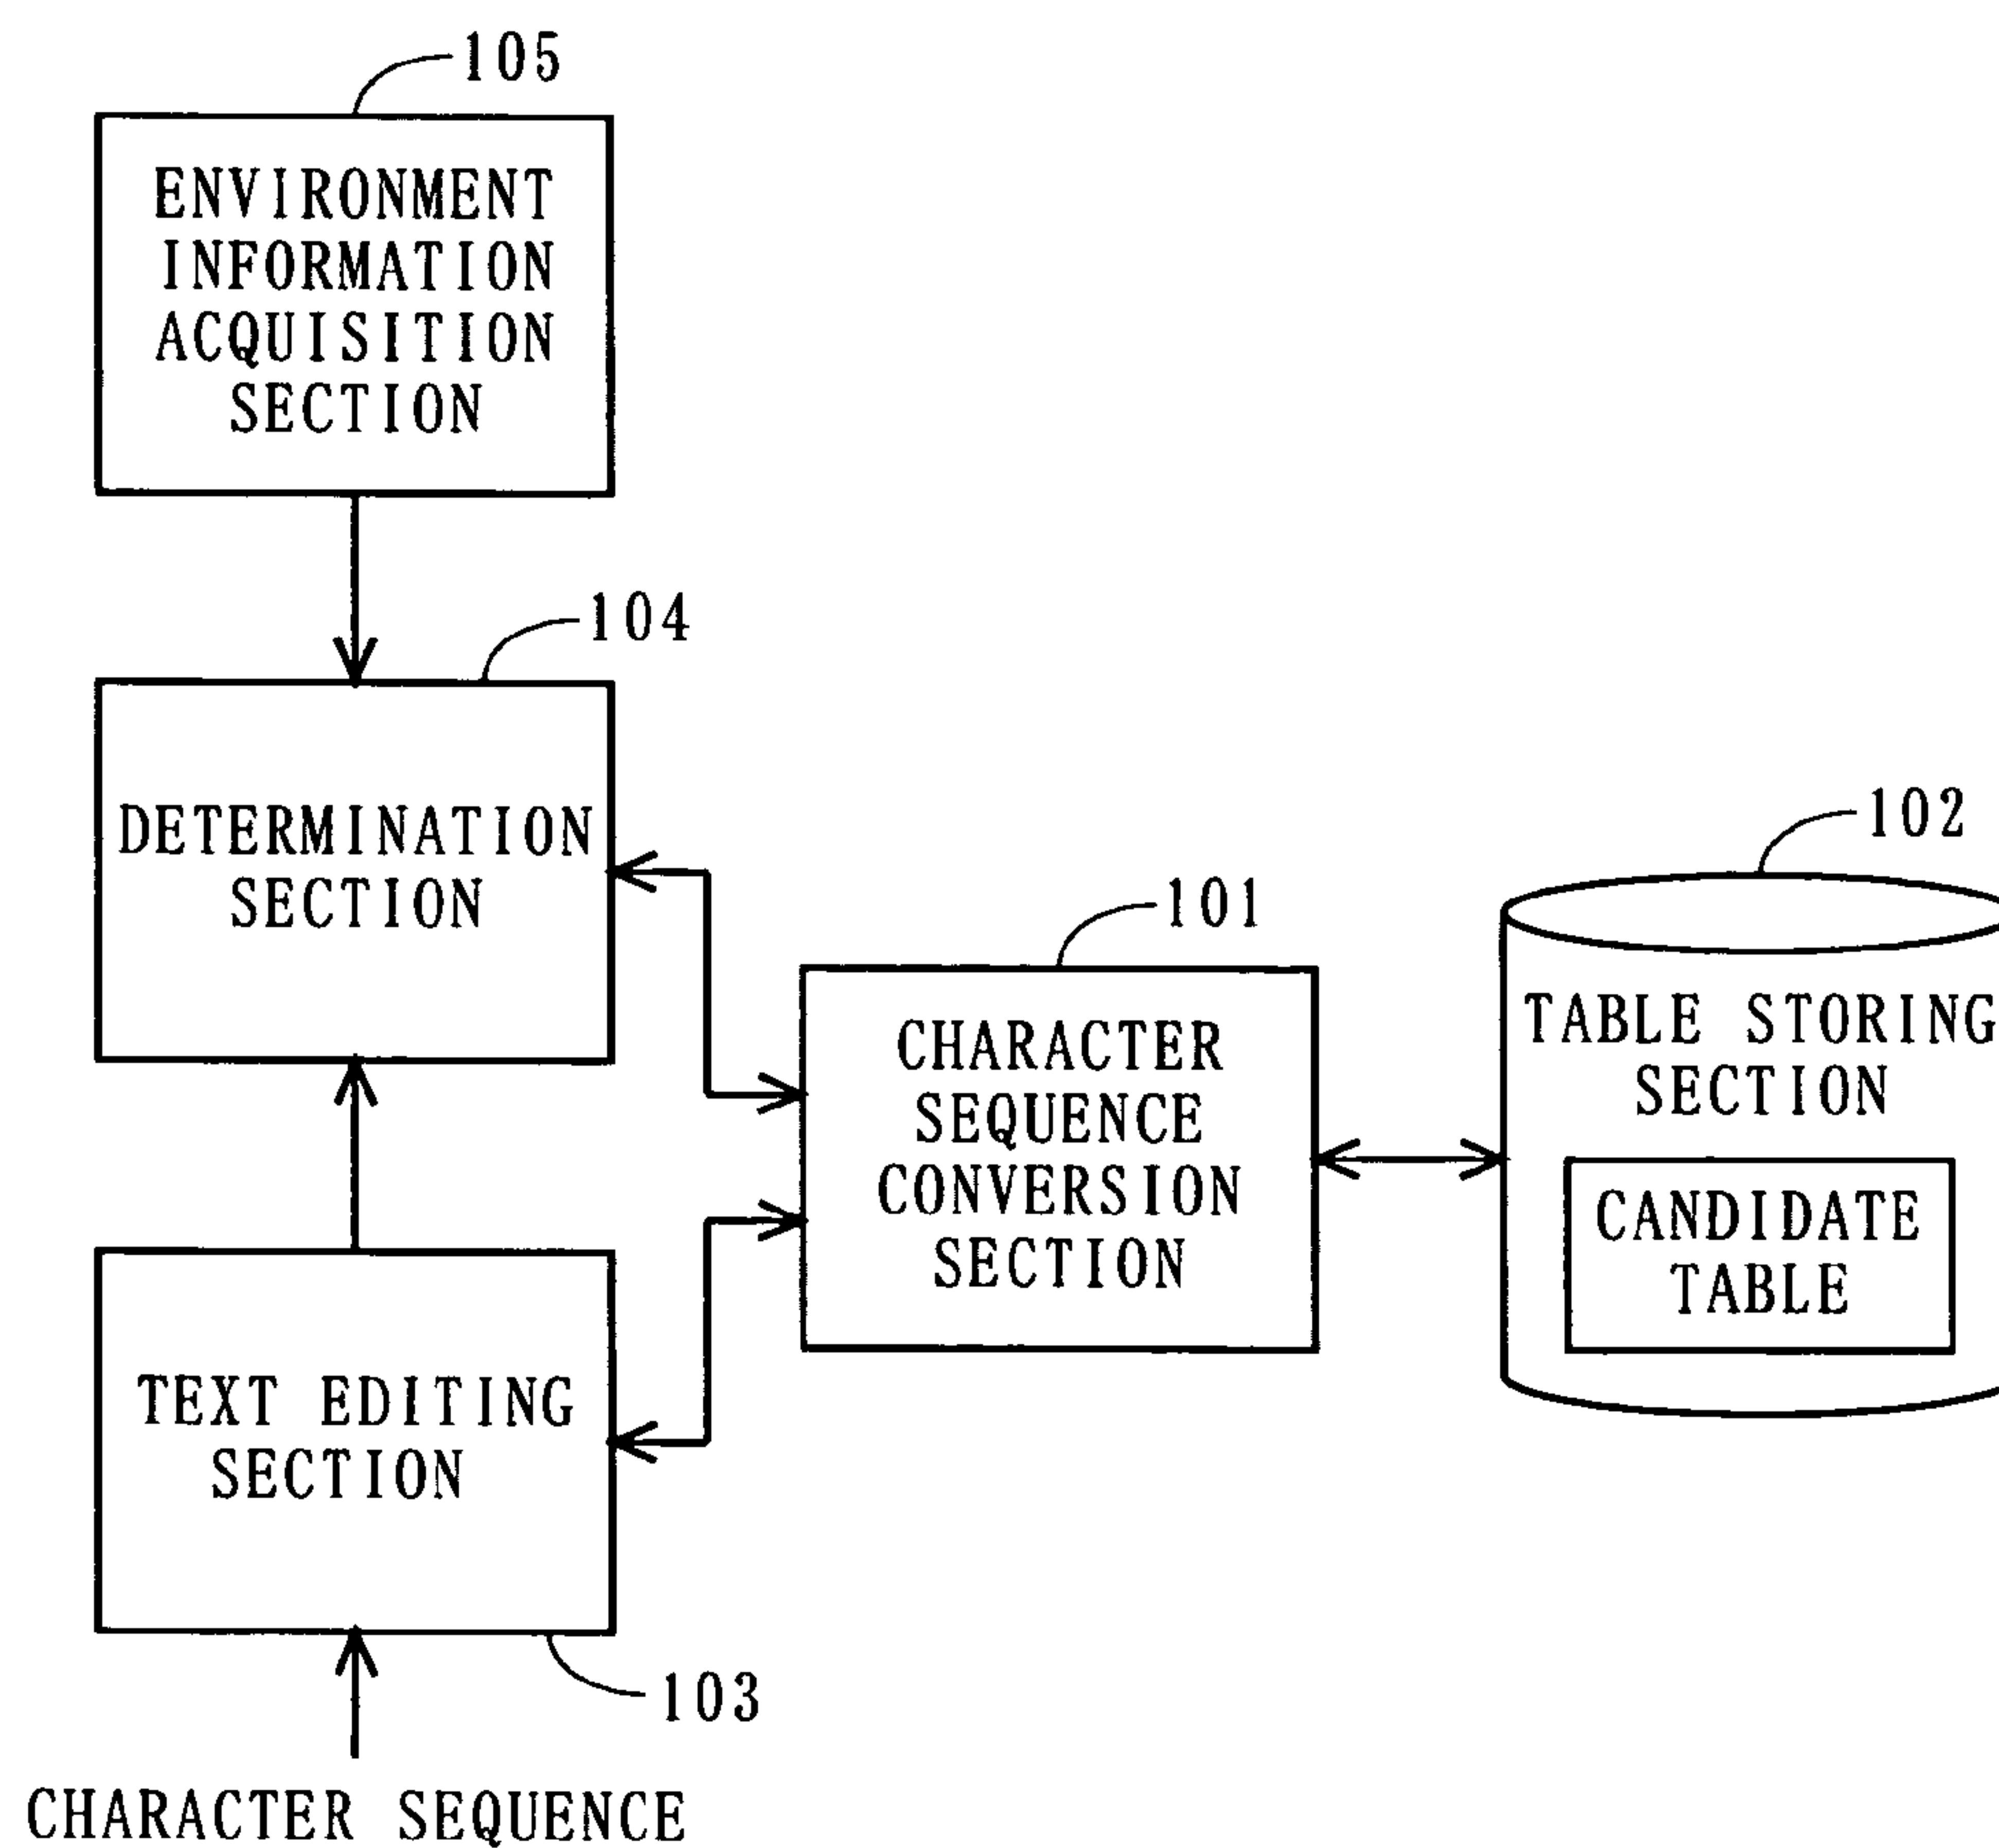 105
ENVIRONMENT
INFORMATION
ACQUISITION
SECTION
104
DETERMINATION
SECTION
102
101
TABLE STORING
SECTION
CHARACTER
SEQUENCE
CONVERSION
SECTION
CANDIDATE
TABLE
TEXT EDITING
SECTION
103
CHARACTER SEQUENCE